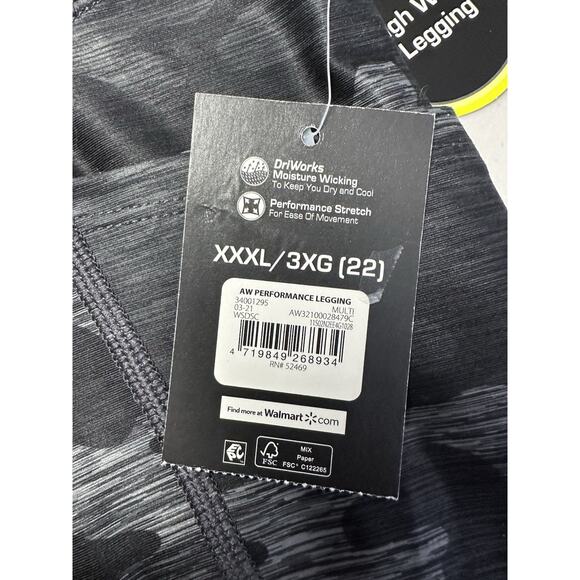 gh W
Legging
DriWorks
Moisture Wicking
To Keep You Dry and Cool
Performance Stretch
For Ease Of Movement
XXXL/3XG (22)
AW PERFORMANCE LEGGING
34001295 MULTI
03-21 AW32100028479C
WSDSC 11502N2EE4G1028
4 719849 268934
RN# 52469
Find more at Walmart.com
FSC
MIX
Paper
FSC® C122265